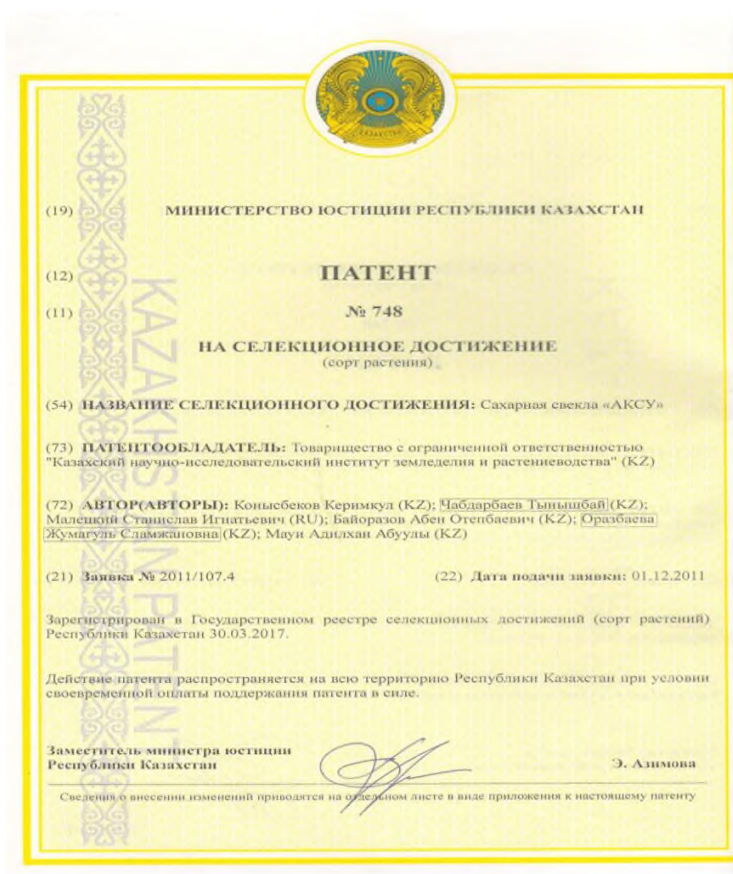 ҚАЗАҚСТАН
(19) МИНИСТЕРСТВО ЮСТИЦИИ РЕСПУБЛИКИ КАЗАХСТАН
(12) ПАТЕНТ
(11) № 748
НА СЕЛЕКЦИОННОЕ ДОСТИЖЕНИЕ
(сорт растения)
(54) НАЗВАНИЕ СЕЛЕКЦИОННОГО ДОСТИЖЕНИЯ: Сахарная свекла «АКСУ»
(73) ПАТЕНТООБЛАДАТЕЛЬ: Товарищество с ограниченной ответственностью
"Казахский научно-исследовательский институт земледелия и растениеводства" (KZ)
(72) АВТОР(АВТОРЫ): Конысбеков Керимкул (KZ); Чабдарбаев Тынышбай (KZ);
Малецкий Станислав Игнатьевич (RU); Байоразов Абен Отепбаевич (KZ); Оразбаева
Жумагуль Сламжановна (KZ); Мауи Адилхан Абуулы (KZ)
(21) Заявка № 2011/107.4 (22) Дата подачи заявки: 01.12.2011
Зарегистрирован в Государственном реестре селекционных достижений (сорт растений)
Республики Казахстан 30.03.2017.
Действие патента распространяется на всю территорию Республики Казахстан при условии
своевременной оплаты поддержания патента в силе.
Заместитель министра юстиции
Республики Казахстан Э. Азимова
Сведения о внесении изменений приводятся на отдельном листе в виде приложения к настоящему патенту
KAZAKHSTAN PATENT